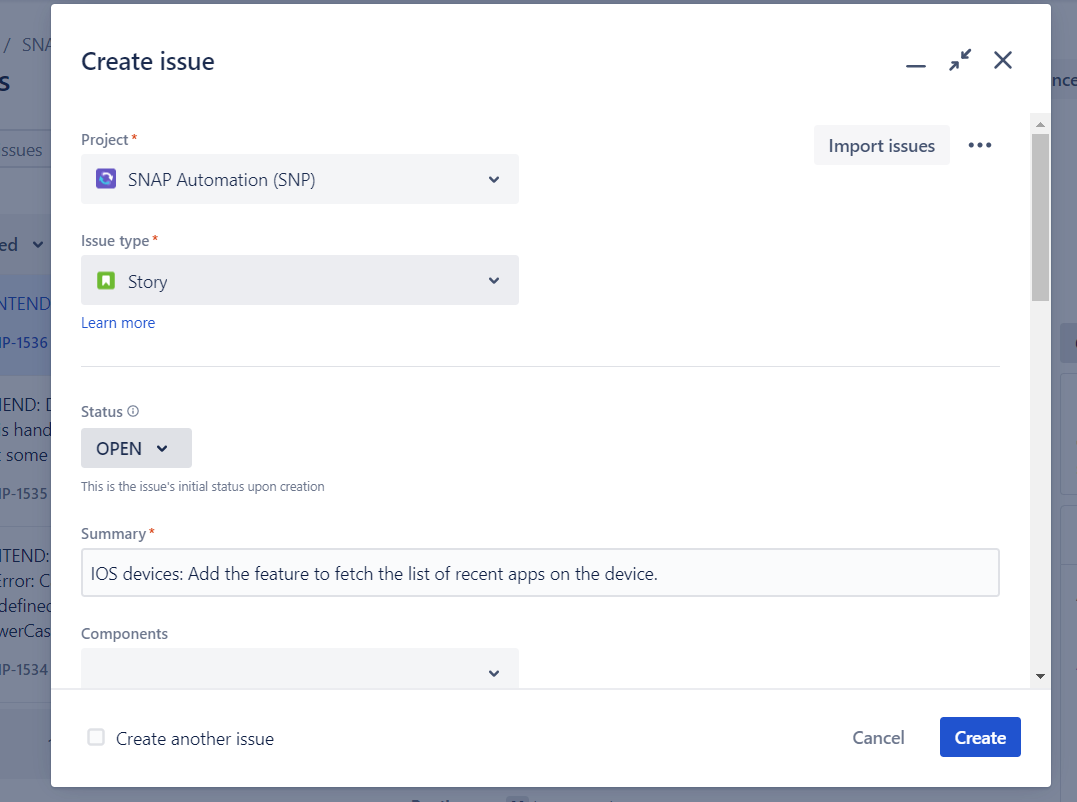 / SNA
s
Create issue
nce
Project *
Import issues
ssues
SNAP Automation (SNP)
Issue type *
ed
Story
NTEND
Learn more
IP-1536
END: D
Status
s hand
OPEN
some
This is the issue's initial status upon creation
IP-1535
Summary *
NTEND:
IOS devices: Add the feature to fetch the list of recent apps on the device.
Error: C
defined
Components
werCas
IP-1534
Create another issue
Cancel
Create